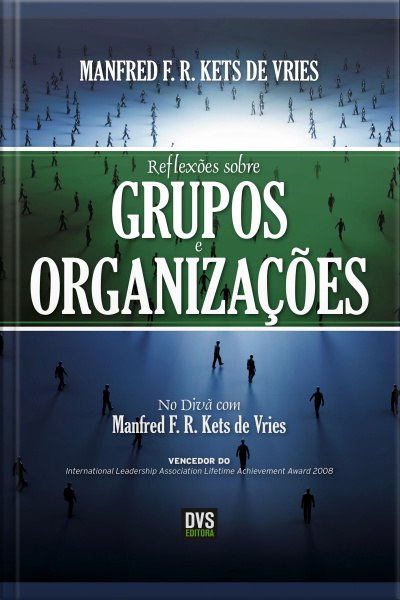 MANFRED F. R. KETS DE VRIES
Reflexões sobre
GRUPOS
e
ORGANIZAÇÕES
No Divã com
Manfred F. R. Kets de Vries
VENCEDOR DO
International Leadership Association Lifetime Achievement Award 2008
DVS
EDITORA